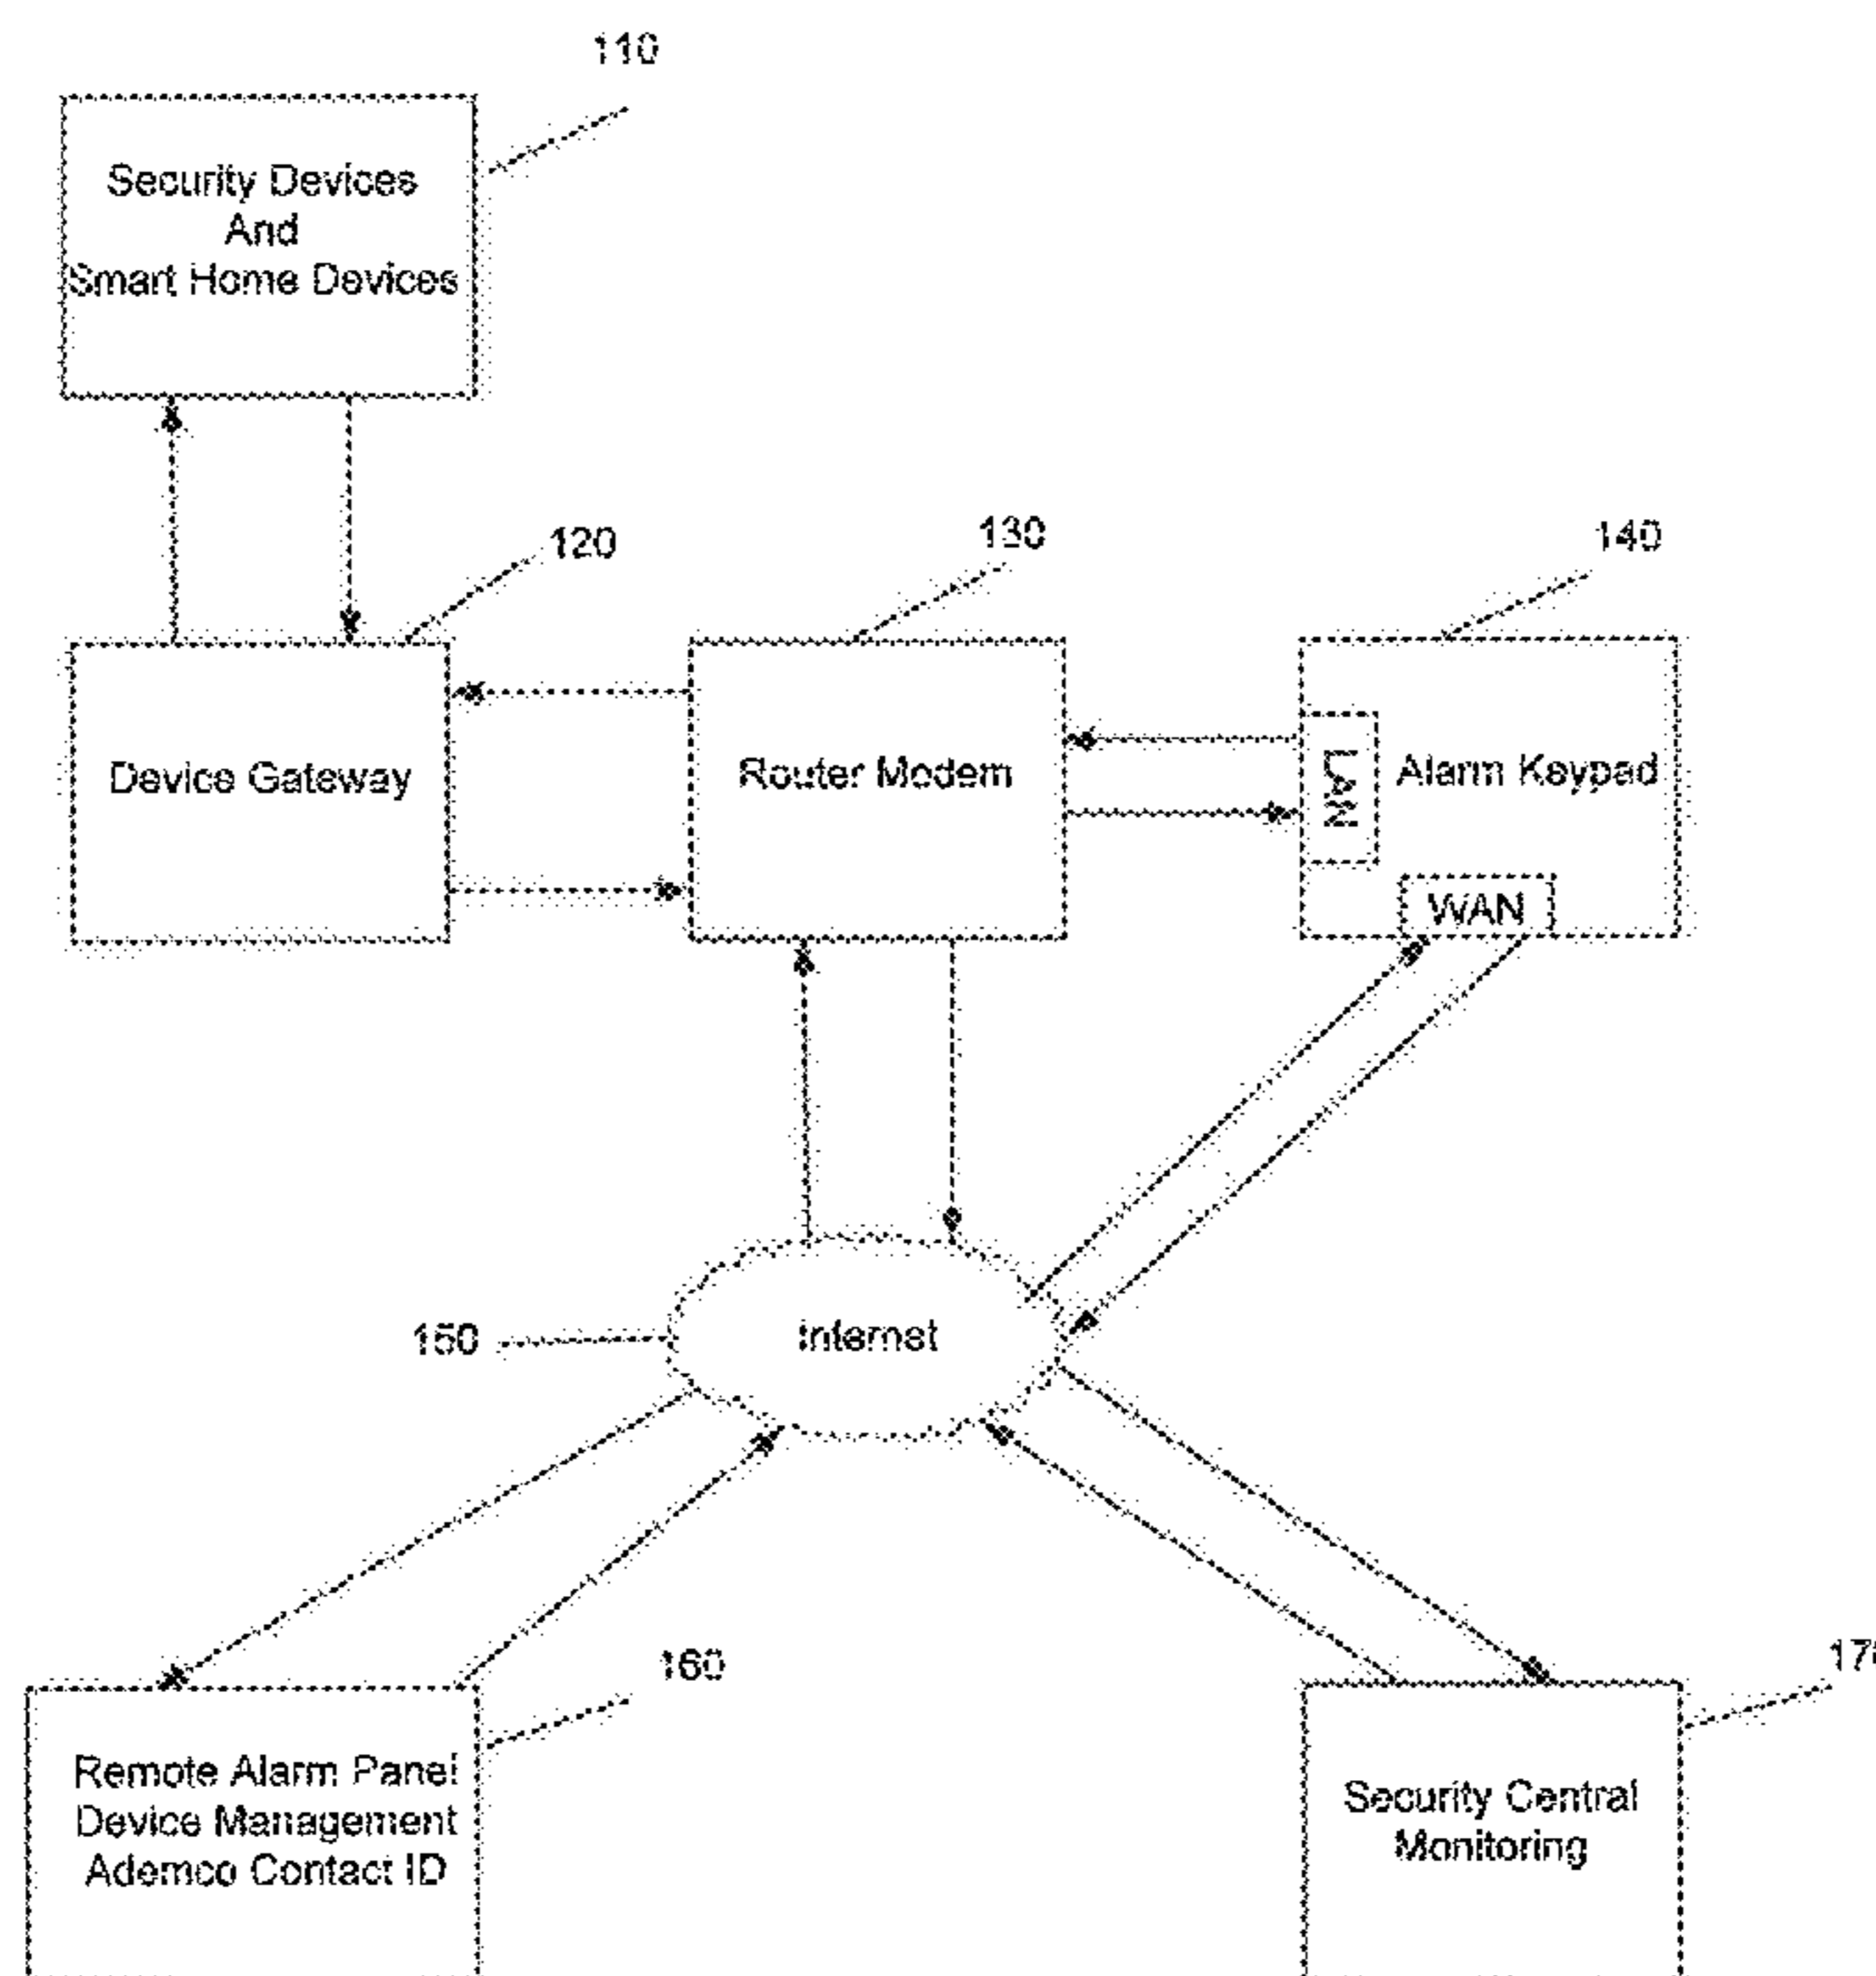 110
Security Devices
And
Smart Home Devices
120
130
140
Device Gateway
Router Modem
LAN
Alarm Keypad
WAN
150
Internet
160
Remote Alarm Panel
Device Management
Ademco Contact ID
Security Central
Monitoring